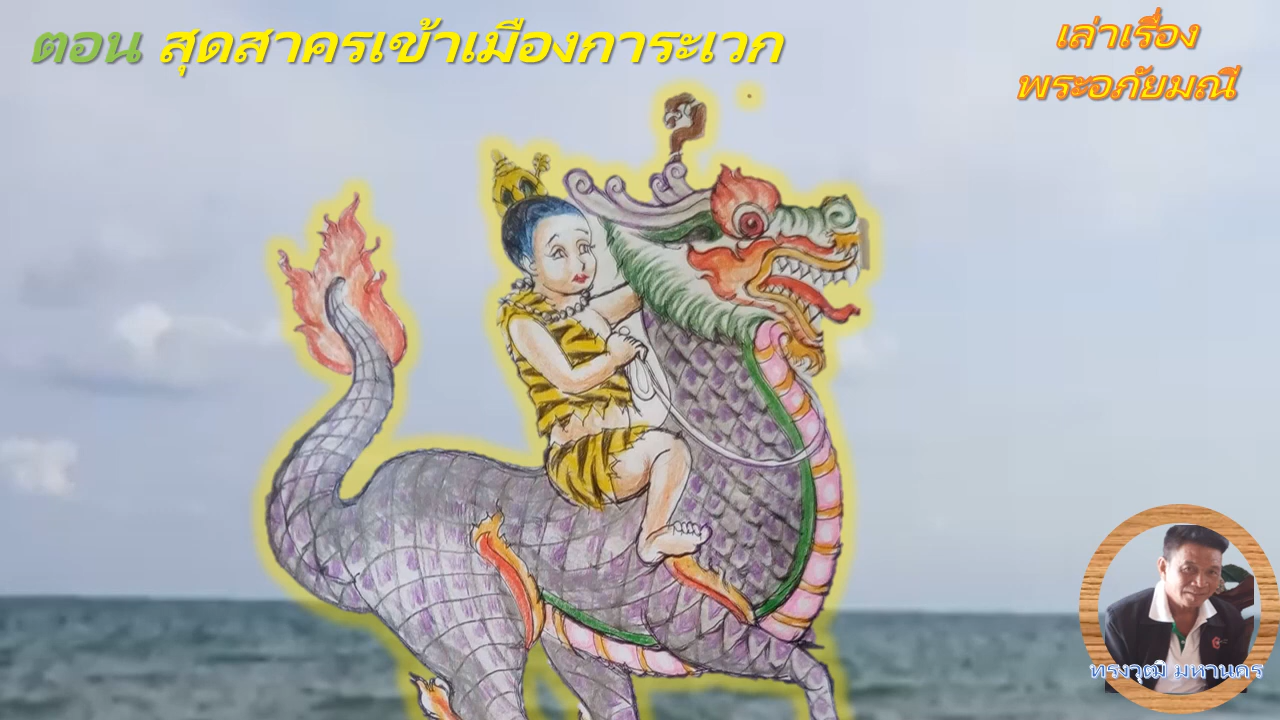 ตอน สุดสาครเข้าเมืองการะเวก
เล่าเรื่อง
พระอภัยมณี
ทรงวุฒิ มหานคร